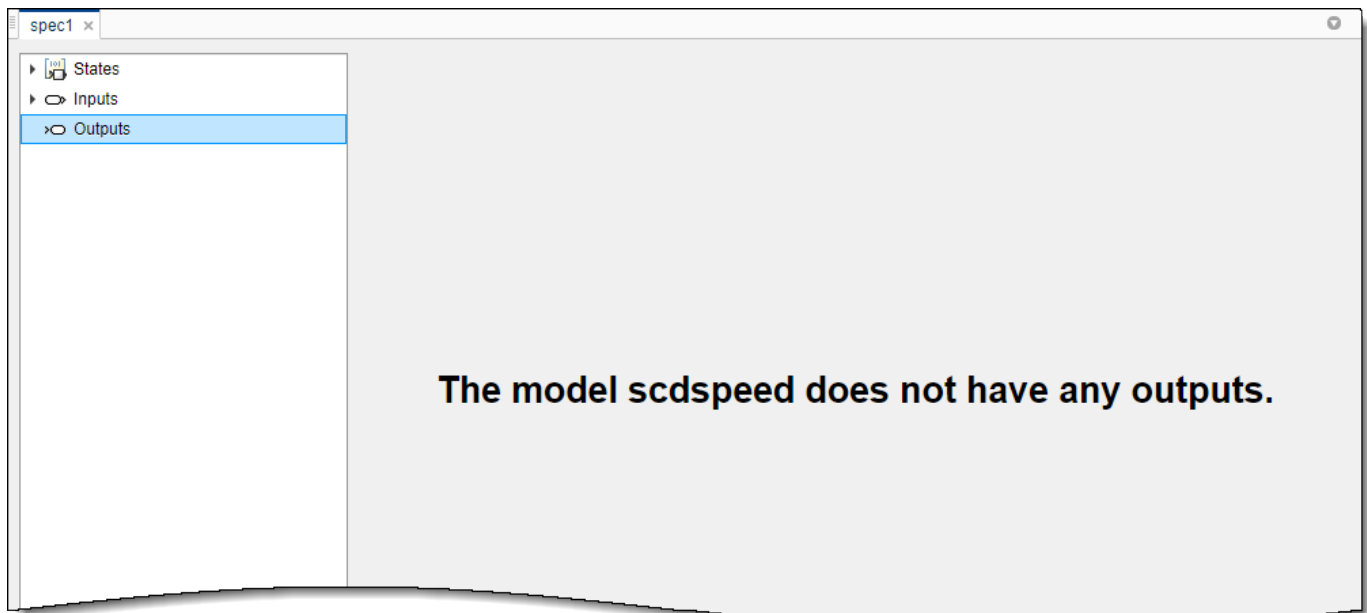 spec1
States
Inputs
Outputs
The model scdspeed does not have any outputs.